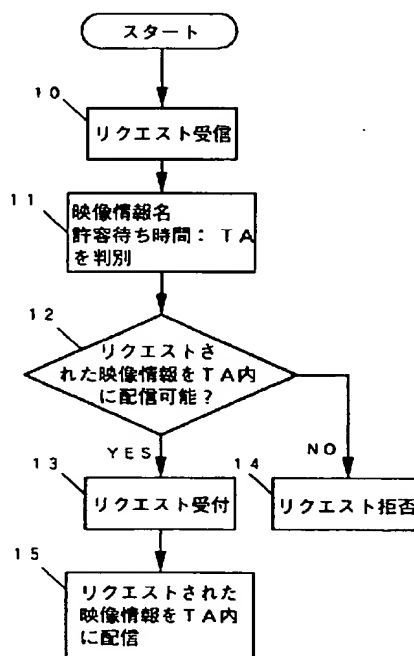 スタート
10
リクエスト受信
11
映像情報名
許容待ち時間：TA
を判別
12
リクエストさ
れた映像情報をTA内
に配信可能？
YES
NO
13
リクエスト受付
14
リクエスト拒否
15
リクエストされた
映像情報をTA内
に配信